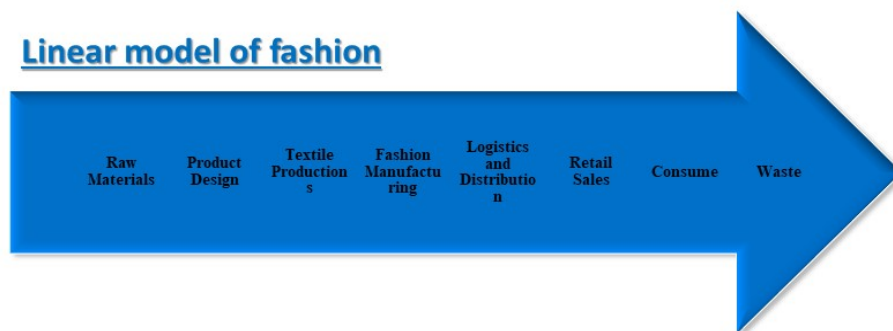 Linear model of fashion
Raw
Materials
Product
Design
Textile
Production
s
Fashion
Manufactu
ring
Logistics
and
Distributio
n
Retail
Sales
Consume
Waste